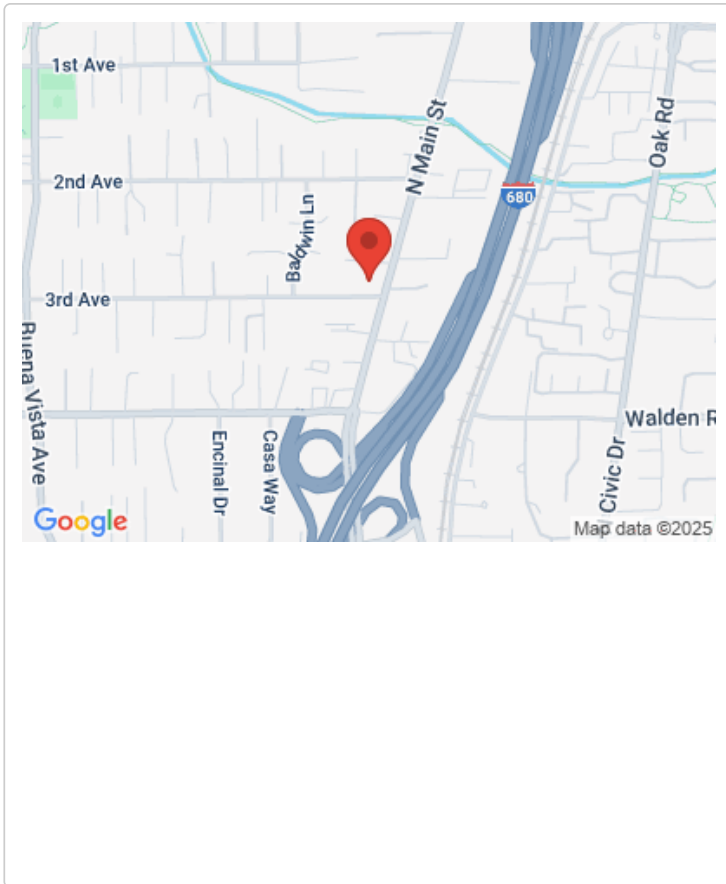 1st Ave
N Main St
Oak Rd
2nd Ave
680
Baldwin Ln
3rd Ave
Buena Vista Ave
Walden R
Encinal Dr
Casa Way
Civic Dr
Google
Map data ©2025